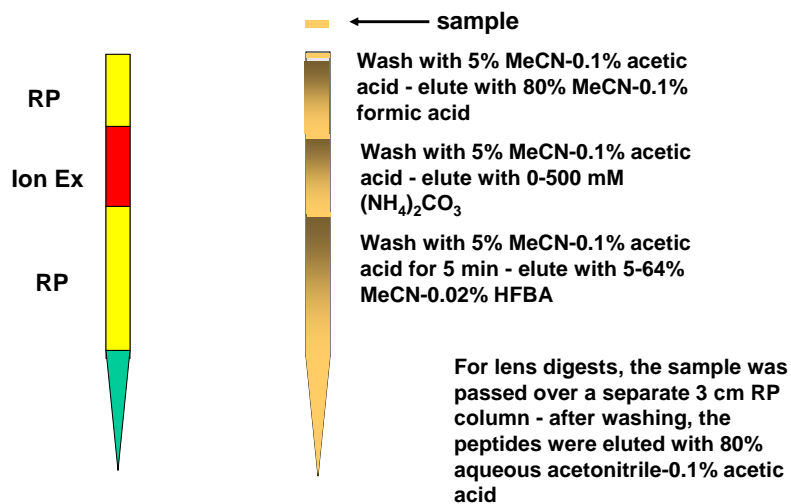 sample
RP
Wash with 5% MeCN-0.1% acetic
acid - elute with 80% MeCN-0.1%
formic acid
Ion Ex
Wash with 5% MeCN-0.1% acetic
acid - elute with 0-500 mM
(NH₄)₂CO₃
RP
Wash with 5% MeCN-0.1% acetic
acid for 5 min - elute with 5-64%
MeCN-0.02% HFBA
For lens digests, the sample was
passed over a separate 3 cm RP
column - after washing, the
peptides were eluted with 80%
aqueous acetonitrile-0.1% acetic
acid